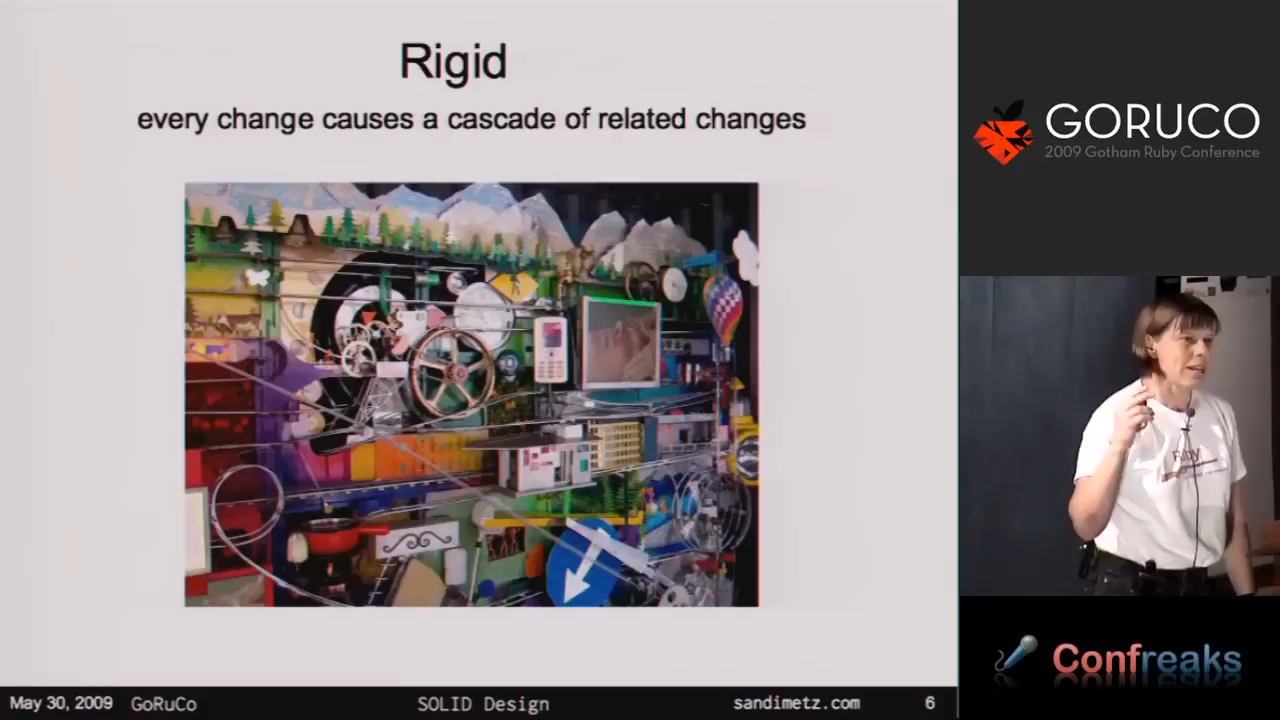 Rigid
every change causes a cascade of related changes
May 30, 2009 GoRuCo SOLID Design sandimetz.com 6
GORUCO
2009 Gotham Ruby Conference
Ruby
Confreaks